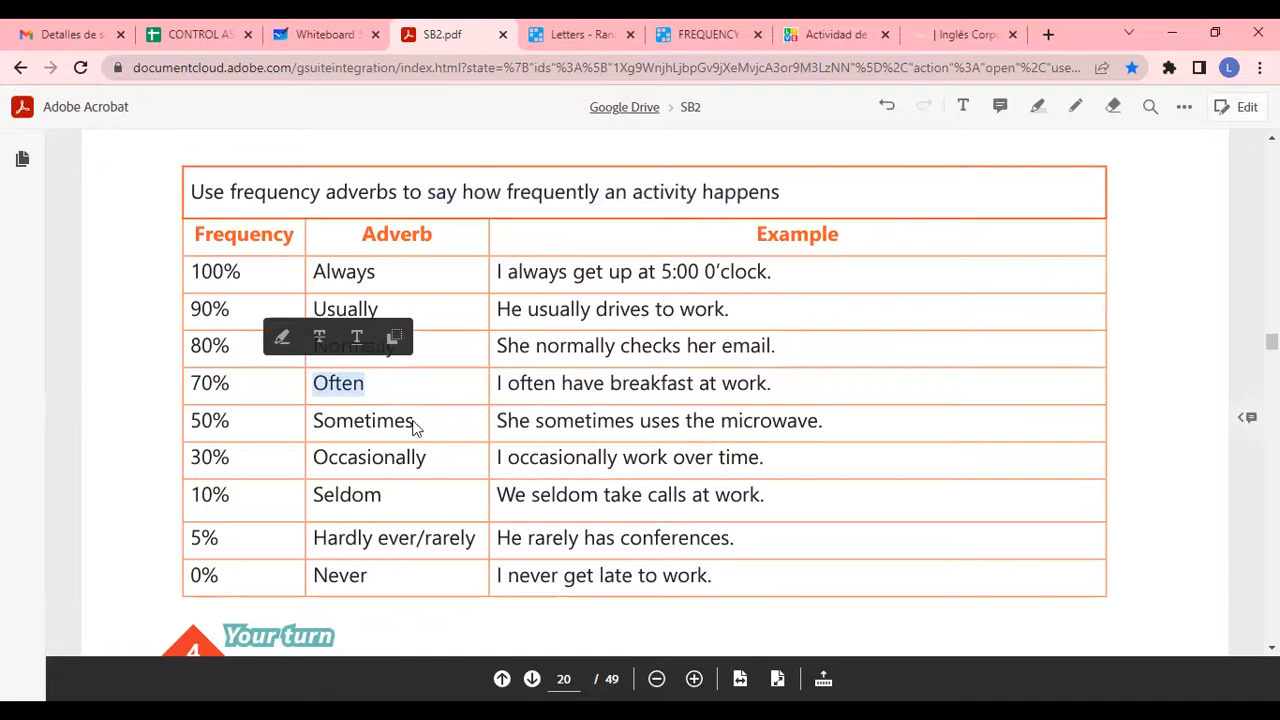 Detalles de s
CONTROL AS
Whiteboard S
SB2.pdf
Letters - Ran
FREQUENCY
Actividad de
| Inglés Corp
documentcloud.adobe.com/gsuiteintegration/index.html?state=%7B"ids"%3A%5B"1Xg9WnjhLjbpGv9jXeMvjcA3or9M3LzNN"%5D%2C"action"%3A"open"%2C"use...
L
Adobe Acrobat
Google Drive > SB2
Edit
Use frequency adverbs to say how frequently an activity happens
Frequency Adverb Example
100% Always I always get up at 5:00 0'clock.
90% Usually He usually drives to work.
80% Normally She normally checks her email.
70% Often I often have breakfast at work.
50% Sometimes She sometimes uses the microwave.
30% Occasionally I occasionally work over time.
10% Seldom We seldom take calls at work.
5% Hardly ever/rarely He rarely has conferences.
0% Never I never get late to work.
4 Your turn
20 / 49